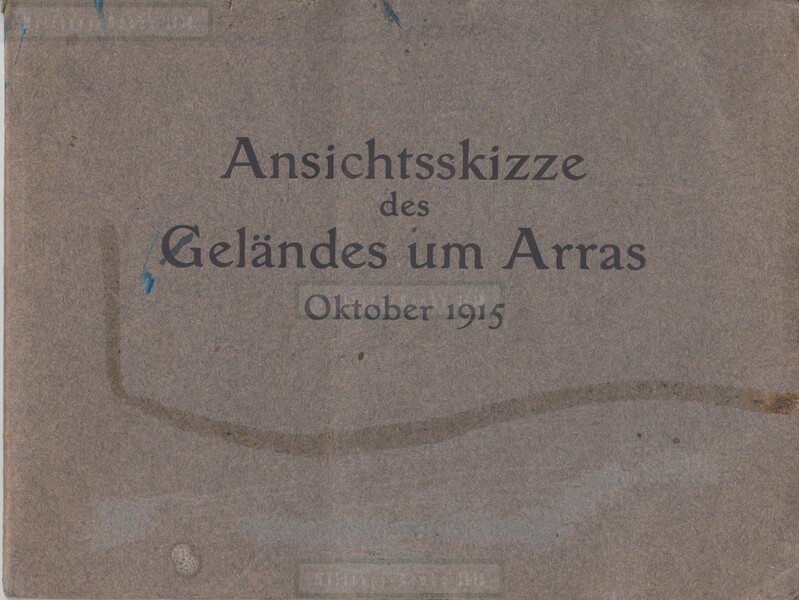 Ansichtsskizze
des
Geländes um Arras
Oktober 1915